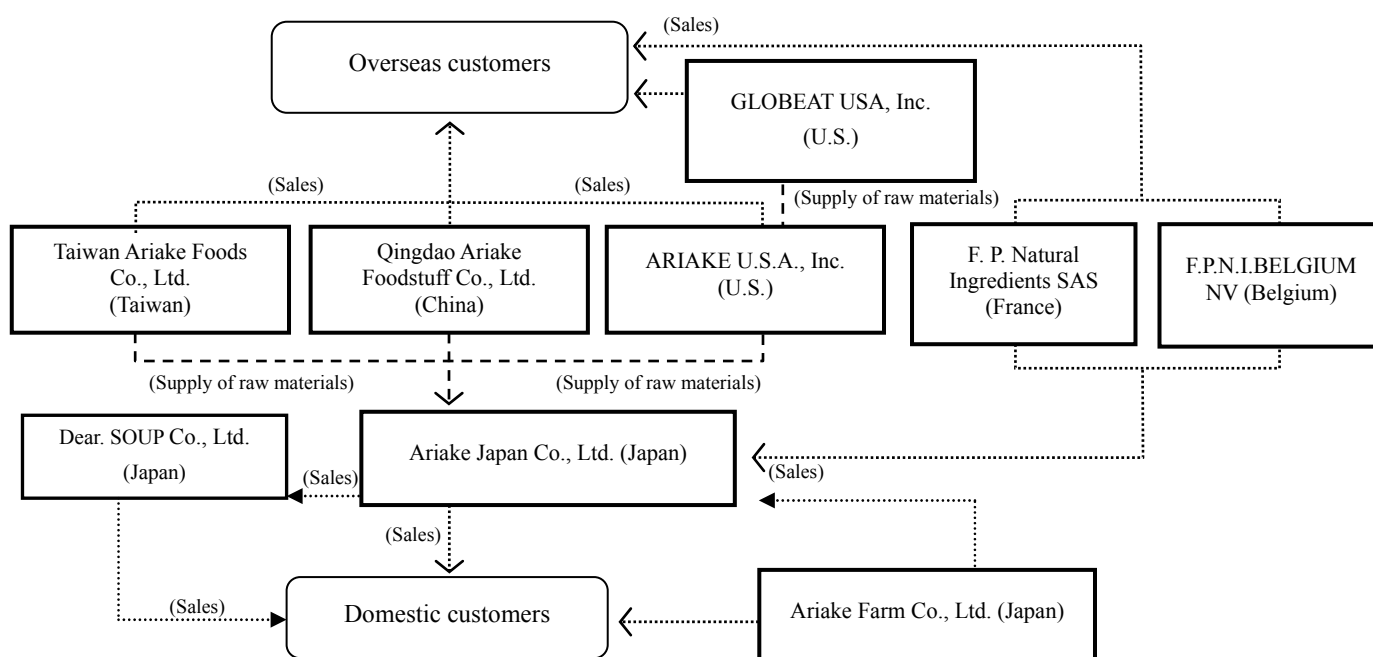 (Sales)
Overseas customers
GLOBEAT USA, Inc.
(U.S.)
(Sales)
(Sales)
(Supply of raw materials)
Taiwan Ariake Foods
Co., Ltd.
(Taiwan)
Qingdao Ariake
Foodstuff Co., Ltd.
(China)
ARIAKE U.S.A., Inc.
(U.S.)
F. P. Natural
Ingredients SAS
(France)
F.P.N.I.BELGIUM
NV (Belgium)
(Supply of raw materials)
(Supply of raw materials)
Dear. SOUP Co., Ltd.
(Japan)
Ariake Japan Co., Ltd. (Japan)
(Sales)
(Sales)
(Sales)
(Sales)
Domestic customers
Ariake Farm Co., Ltd. (Japan)